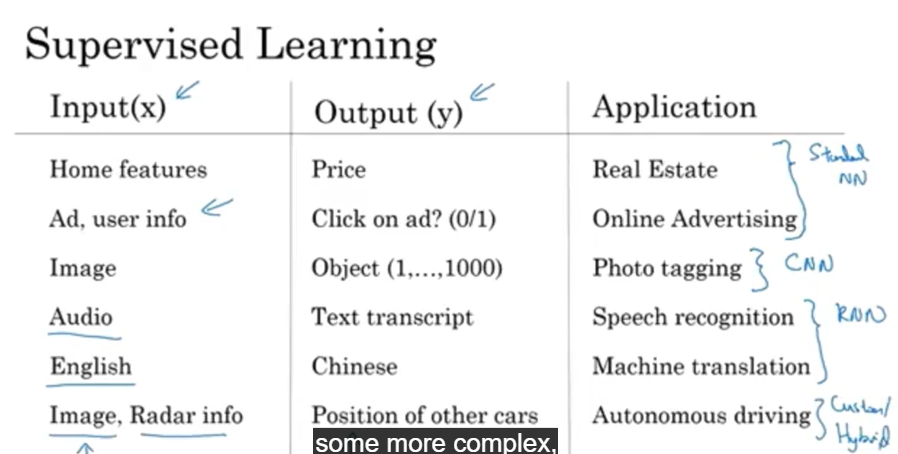 Supervised Learning
Input(x) Output (y) Application
Home features Price Real Estate
Standard
NN
Ad, user info Click on ad? (0/1) Online Advertising
Image Object (1,...,1000) Photo tagging CNN
Audio Text transcript Speech recognition RNN
English Chinese Machine translation
Image, Radar info Position of other cars Autonomous driving Custom/
Hybrid
some more complex,